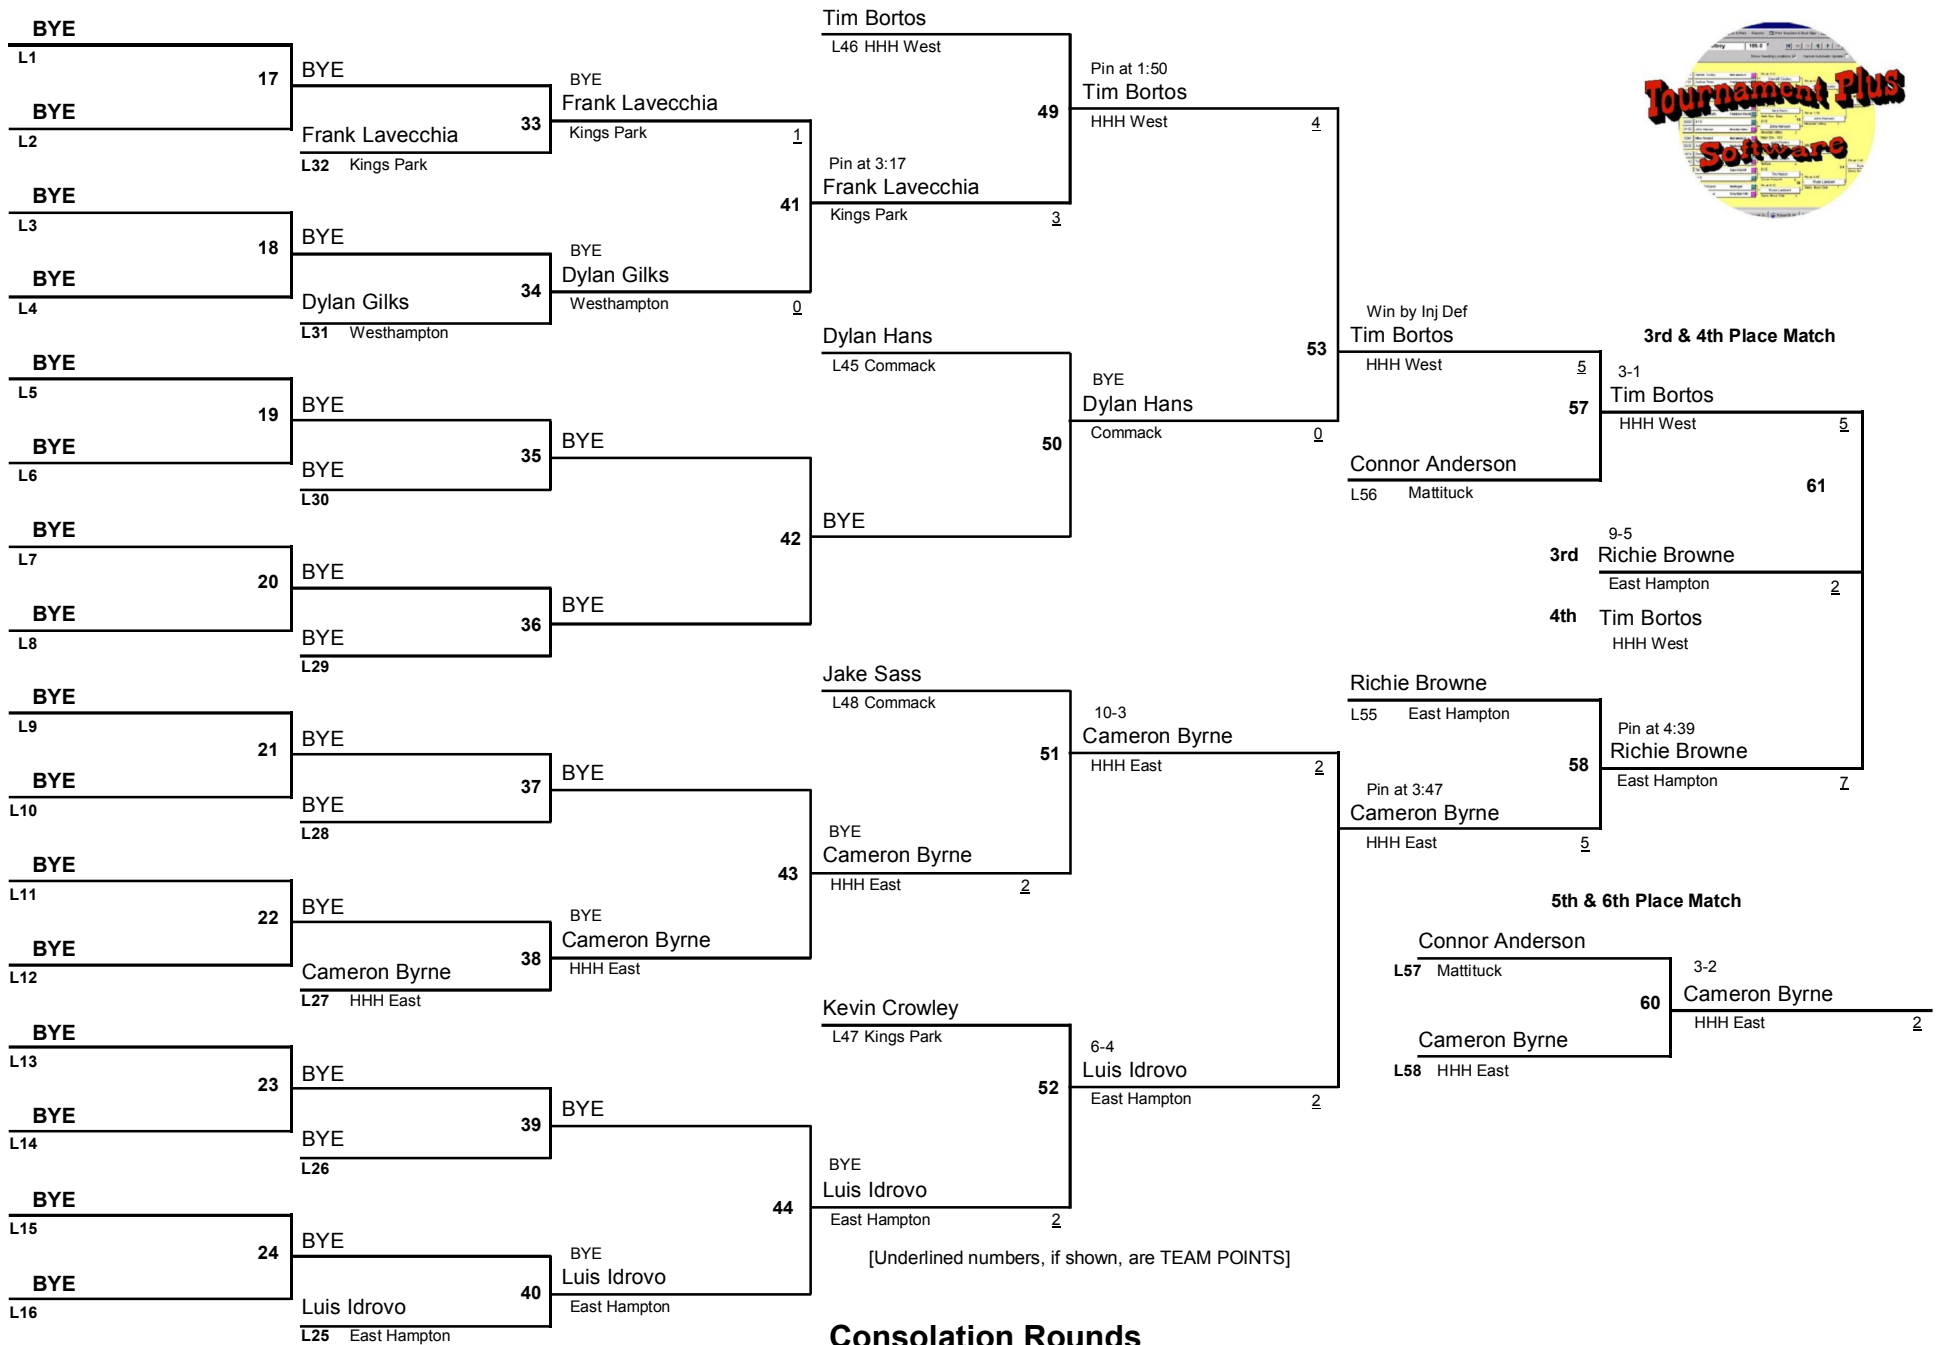 BYE
L1
17
BYE
L2
BYE
Frank Lavecchia
L32 Kings Park
33
BYE
L3
18
BYE
L4
BYE
Dylan Gilks
L31 Westhampton
34
BYE
Frank Lavecchia
Kings Park
1
41
BYE
Dylan Gilks
Westhampton
0
BYE
L5
19
BYE
L6
BYE
BYE
L30
35
BYE
L7
20
BYE
L8
BYE
BYE
L29
36
BYE
42
BYE
BYE
L9
21
BYE
L10
BYE
BYE
L28
37
BYE
L11
22
BYE
L12
BYE
Cameron Byrne
L27 HHH East
38
BYE
43
BYE
Cameron Byrne
HHH East
BYE
L13
23
BYE
L14
BYE
BYE
L26
39
BYE
L15
24
BYE
L16
BYE
Luis Idrovo
L25 East Hampton
40
BYE
44
BYE
Luis Idrovo
East Hampton
Tim Bortos
L46 HHH West
49
Pin at 3:17
Frank Lavecchia
Kings Park
3
Dylan Hans
L45 Commack
50
BYE
Jake Sass
L48 Commack
51
BYE
Cameron Byrne
HHH East
2
Kevin Crowley
L47 Kings Park
52
BYE
Luis Idrovo
East Hampton
2
Pin at 1:50
Tim Bortos
HHH West
4
53
BYE
Dylan Hans
Commack
0
10-3
Cameron Byrne
HHH East
2
6-4
Luis Idrovo
East Hampton
2
Win by Inj Def
Tim Bortos
HHH West
5
57
Connor Anderson
L56 Mattituck
Richie Browne
L55 East Hampton
58
Pin at 3:47
Cameron Byrne
HHH East
5
3rd & 4th Place Match
3-1
Tim Bortos
HHH West
5
61
9-5
3rd Richie Browne
East Hampton
2
4th Tim Bortos
HHH West
Pin at 4:39
Richie Browne
East Hampton
7
5th & 6th Place Match
Connor Anderson
L57 Mattituck
60
Cameron Byrne
L58 HHH East
3-2
Cameron Byrne
HHH East
2
[Underlined numbers, if shown, are TEAM POINTS]
Consolation Rounds
Tournament Plus
Software